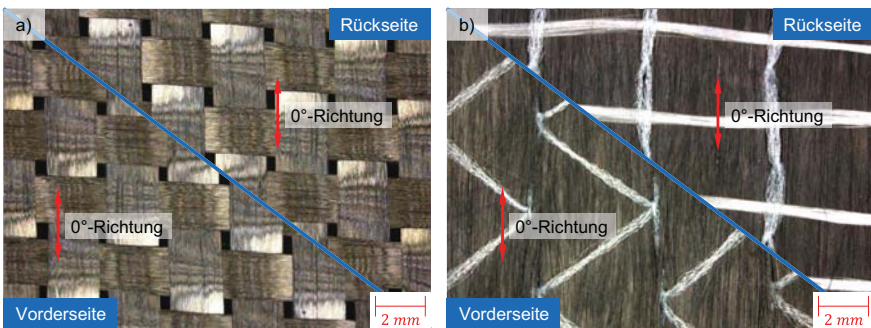 a)
Rückseite
0°-Richtung
0°-Richtung
Vorderseite
2 mm
b)
Rückseite
0°-Richtung
0°-Richtung
Vorderseite
2 mm